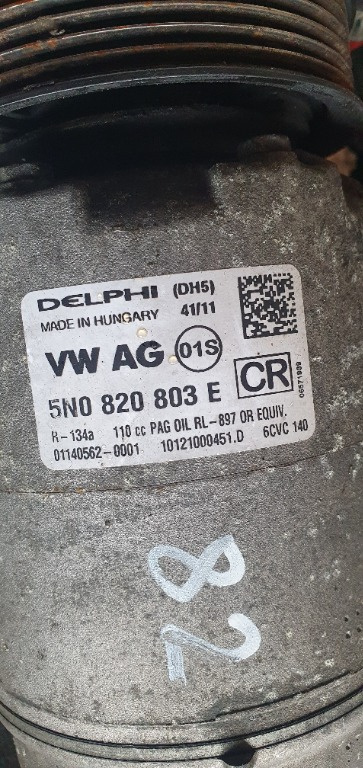 DELPHI (DH5)
MADE IN HUNGARY 41/11
VW AG 01S
5N0 820 803 E CR
R-134a 110 cc PAG OIL RL-897 OR EQUIV.
01140562-0001 10121000451.D 6CVC 140
06571999
82